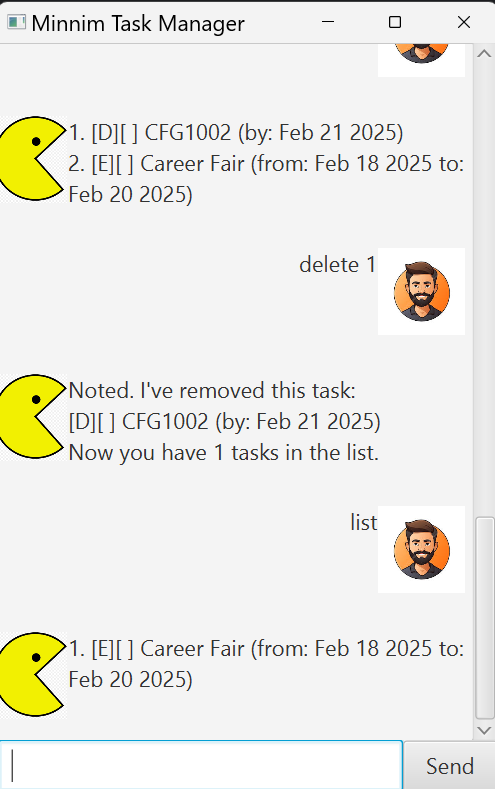 Minnim Task Manager
1. [D][ ] CFG1002 (by: Feb 21 2025)
2. [E][ ] Career Fair (from: Feb 18 2025 to:
Feb 20 2025)
delete 1
Noted. I've removed this task:
[D][ ] CFG1002 (by: Feb 21 2025)
Now you have 1 tasks in the list.
list
1. [E][ ] Career Fair (from: Feb 18 2025 to:
Feb 20 2025)
Send